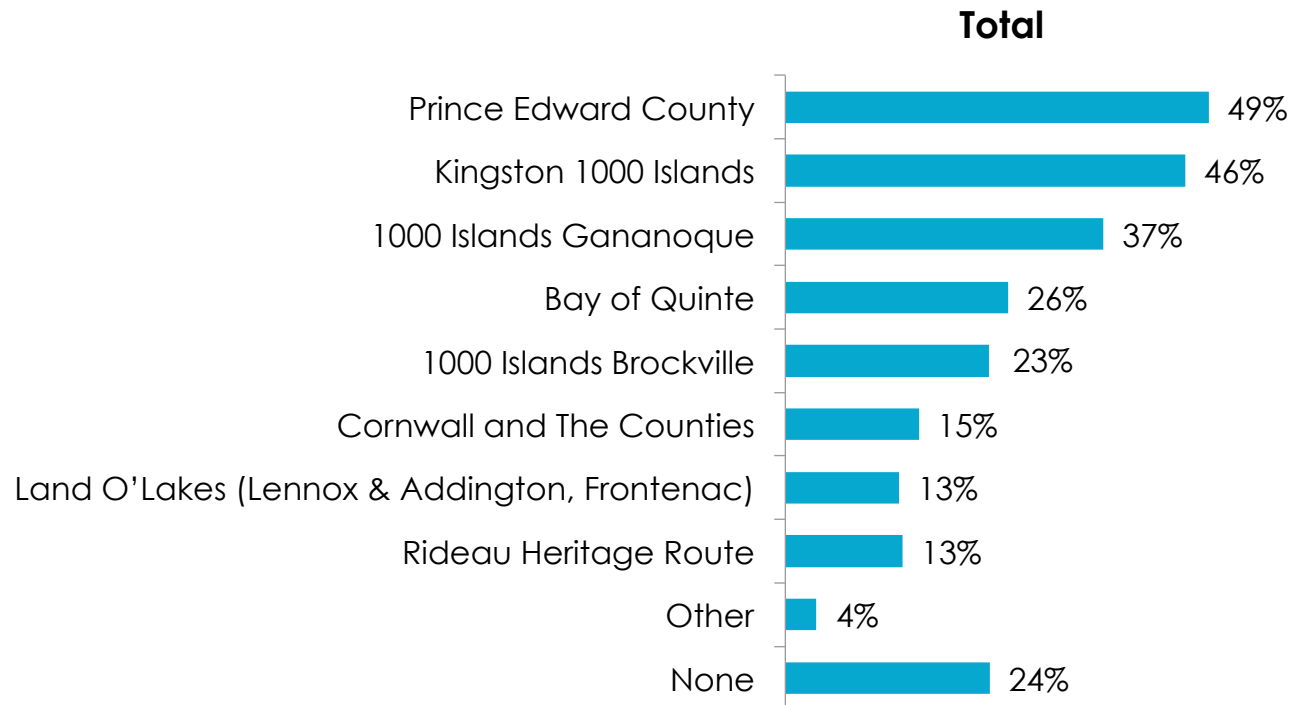 Total
Prince Edward County 49%
Kingston 1000 Islands 46%
1000 Islands Gananoque 37%
Bay of Quinte 26%
1000 Islands Brockville 23%
Cornwall and The Counties 15%
Land O’Lakes (Lennox & Addington, Frontenac) 13%
Rideau Heritage Route 13%
Other 4%
None 24%